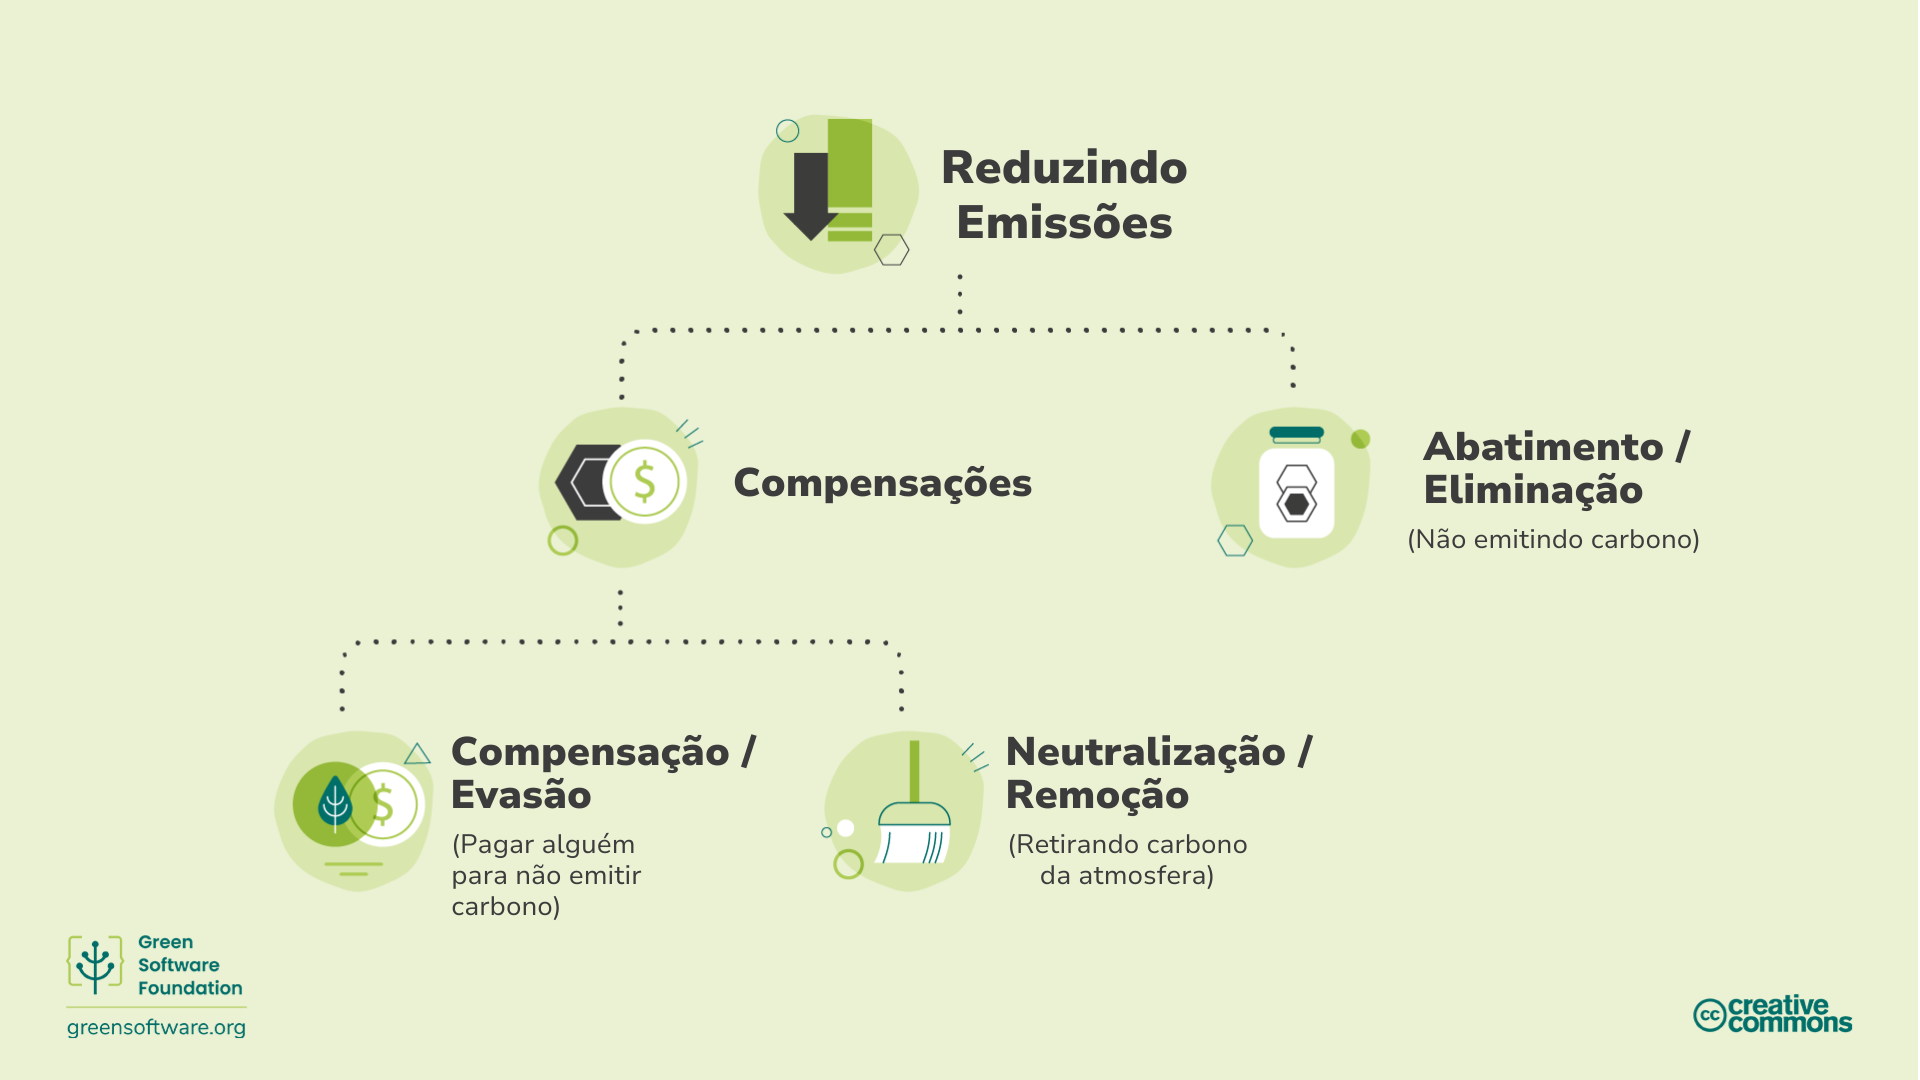 Reduzindo
Emissões
$
Compensações
Abatimento /
Eliminação
(Não emitindo carbono)
$
Compensação /
Evasão
(Pagar alguém
para não emitir
carbono)
Neutralização /
Remoção
(Retirando carbono
da atmosfera)
Green
Software
Foundation
greensoftware.org
cc creative
commons